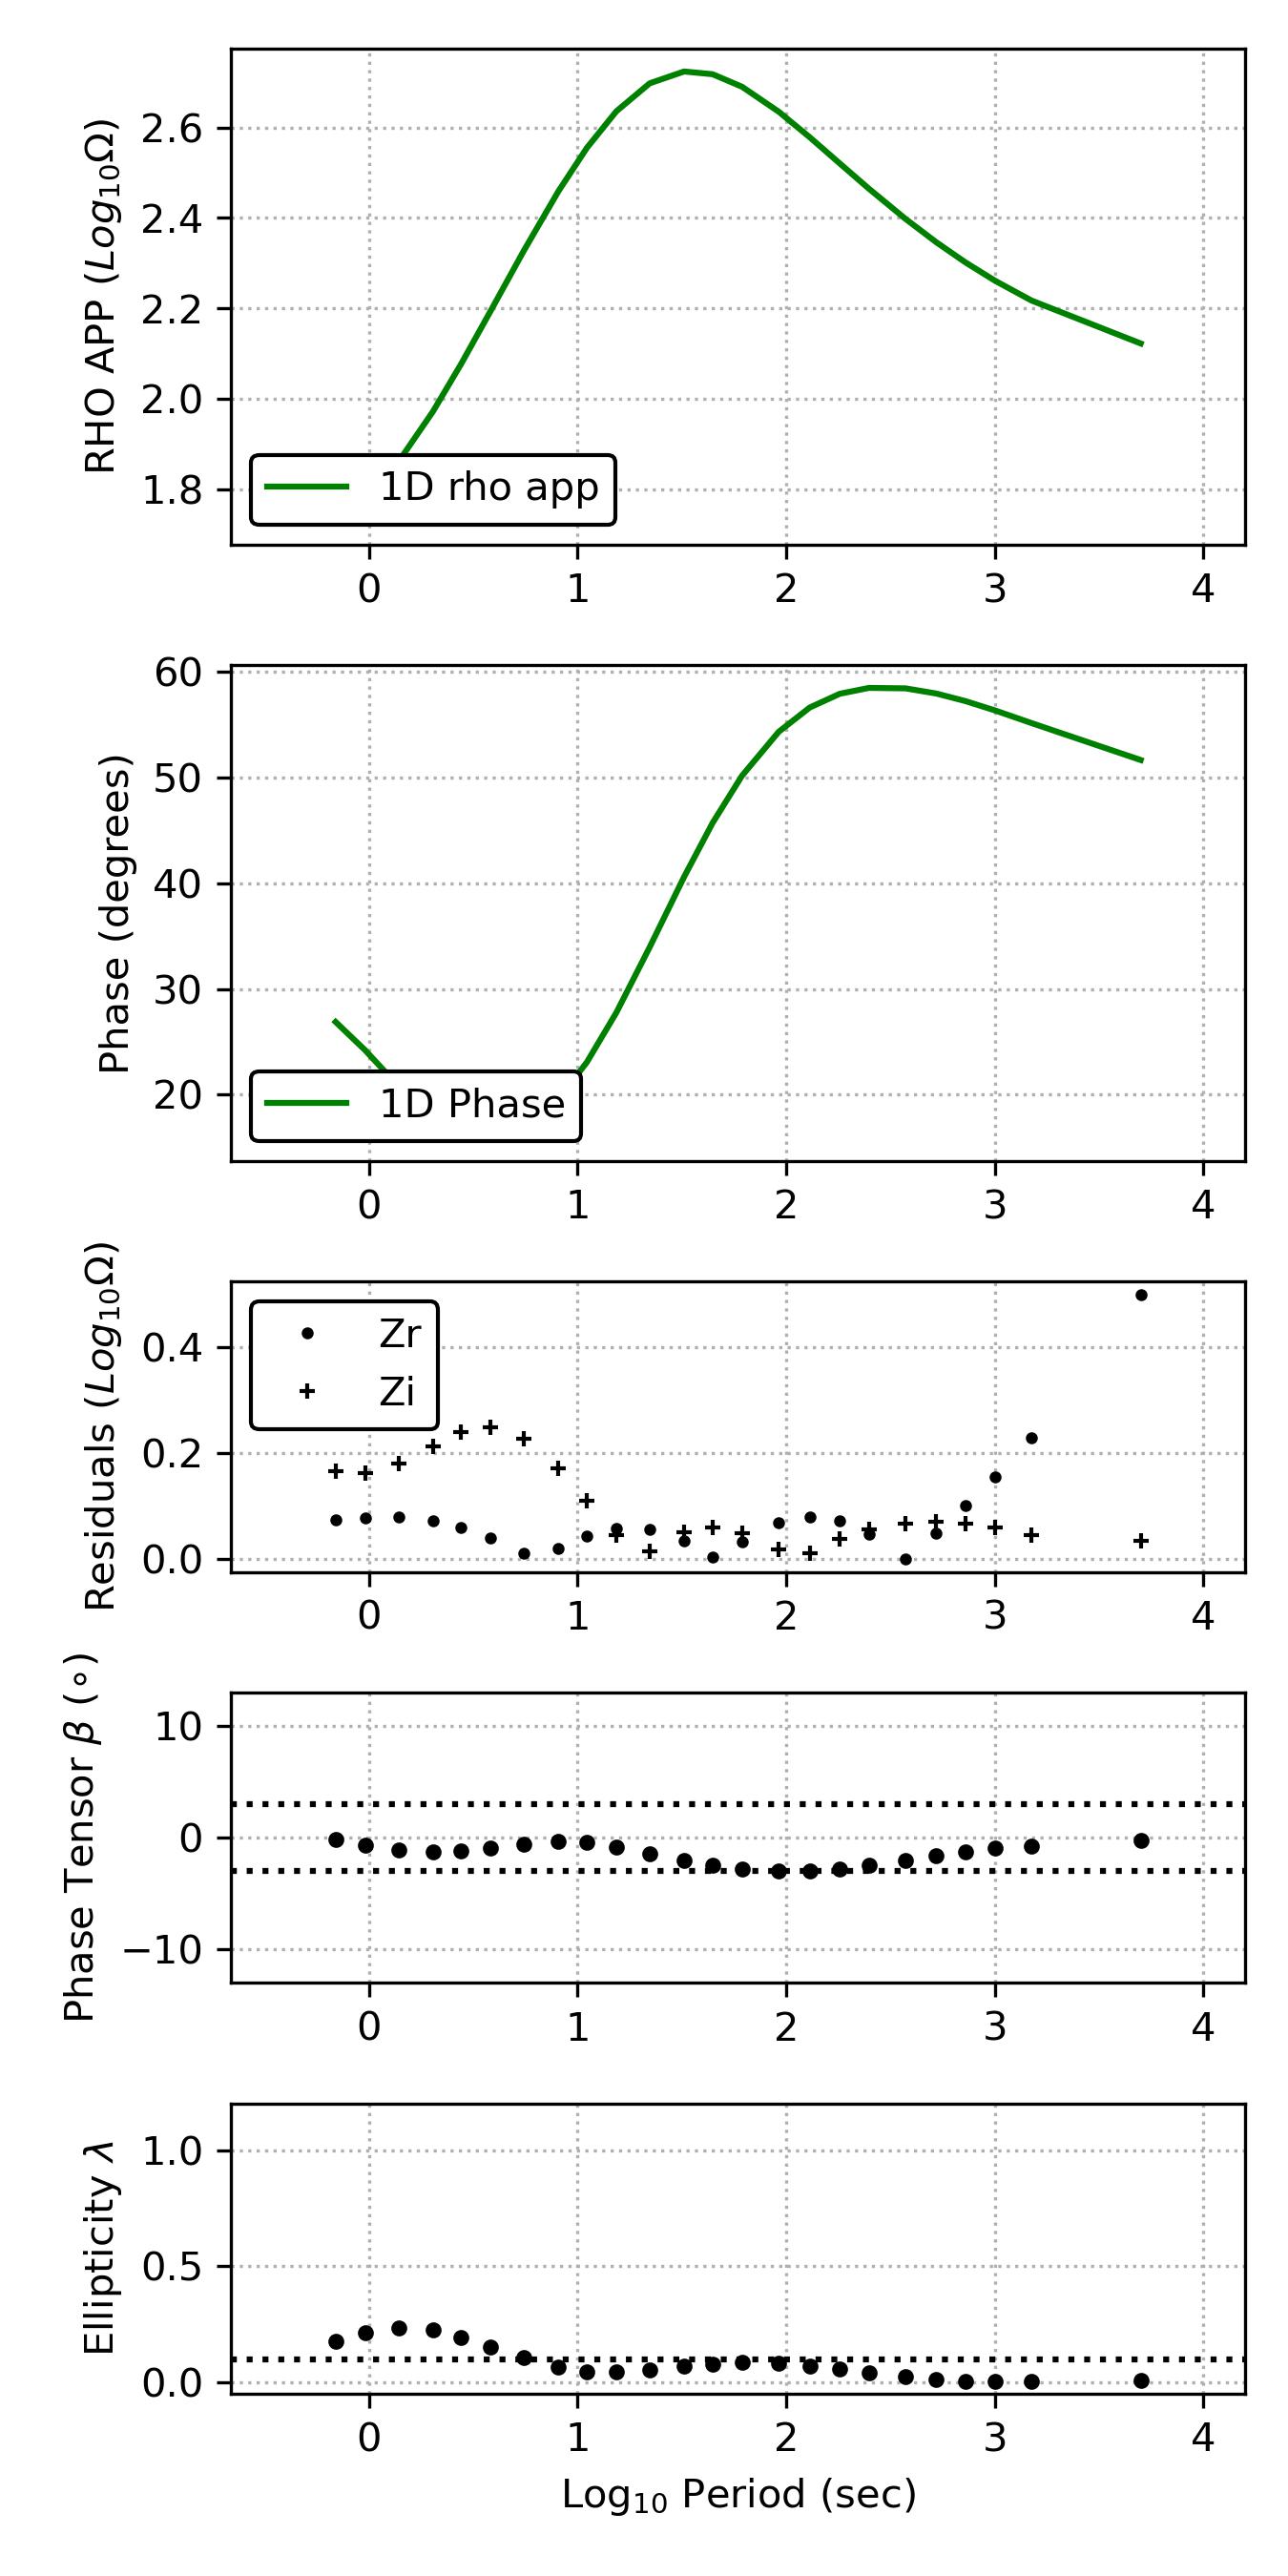 RHO APP (Log₁₀Ω)
2.6
2.4
2.2
2.0
1.8
1D rho app
0 1 2 3 4
Phase (degrees)
60
50
40
30
20
1D Phase
0 1 2 3 4
Residuals (Log₁₀Ω)
0.4
0.2
0.0
Zr
Zi
0 1 2 3 4
Phase Tensor β (∘)
10
0
−10
0 1 2 3 4
Ellipticity λ
1.0
0.5
0.0
0 1 2 3 4
Log₁₀ Period (sec)